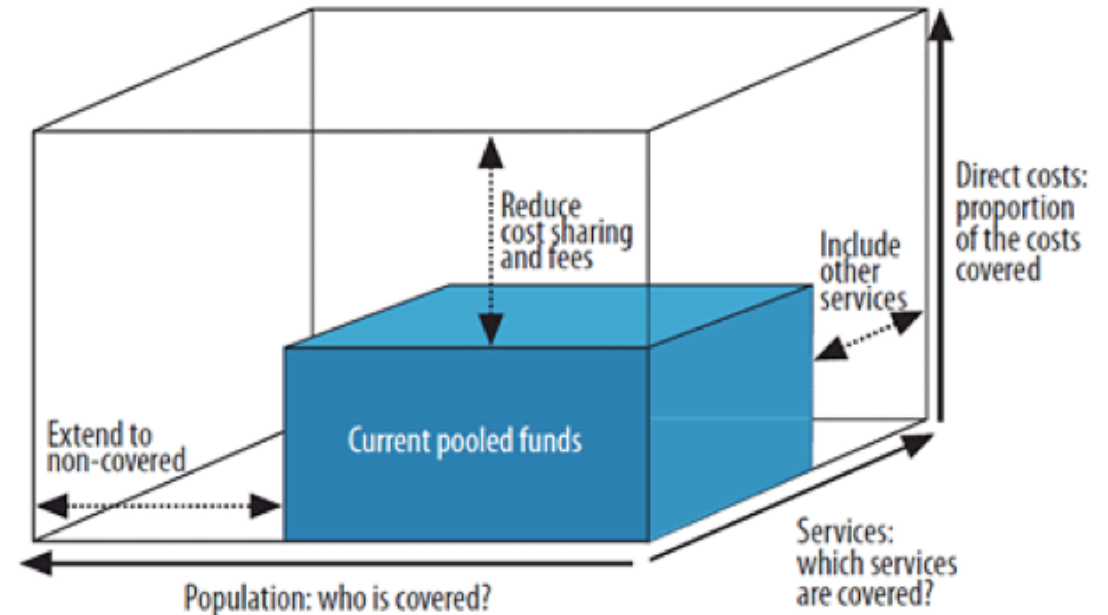 Reduce
cost sharing
and fees
Include
other
services
Direct costs:
proportion
of the costs
covered
Extend to
non-covered
Current pooled funds
Services:
which services
are covered?
Population: who is covered?